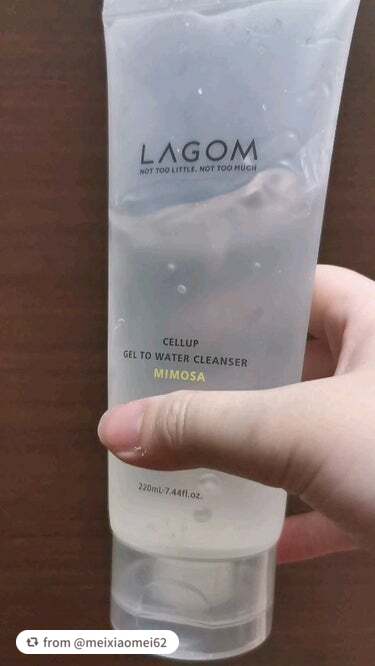 LAGOM
NOT TOO LITTLE, NOT TOO MUCH
CELLUP
GEL TO WATER CLEANSER
MIMOSA
220mL·7.44fl.oz.
from @meixiaomei62